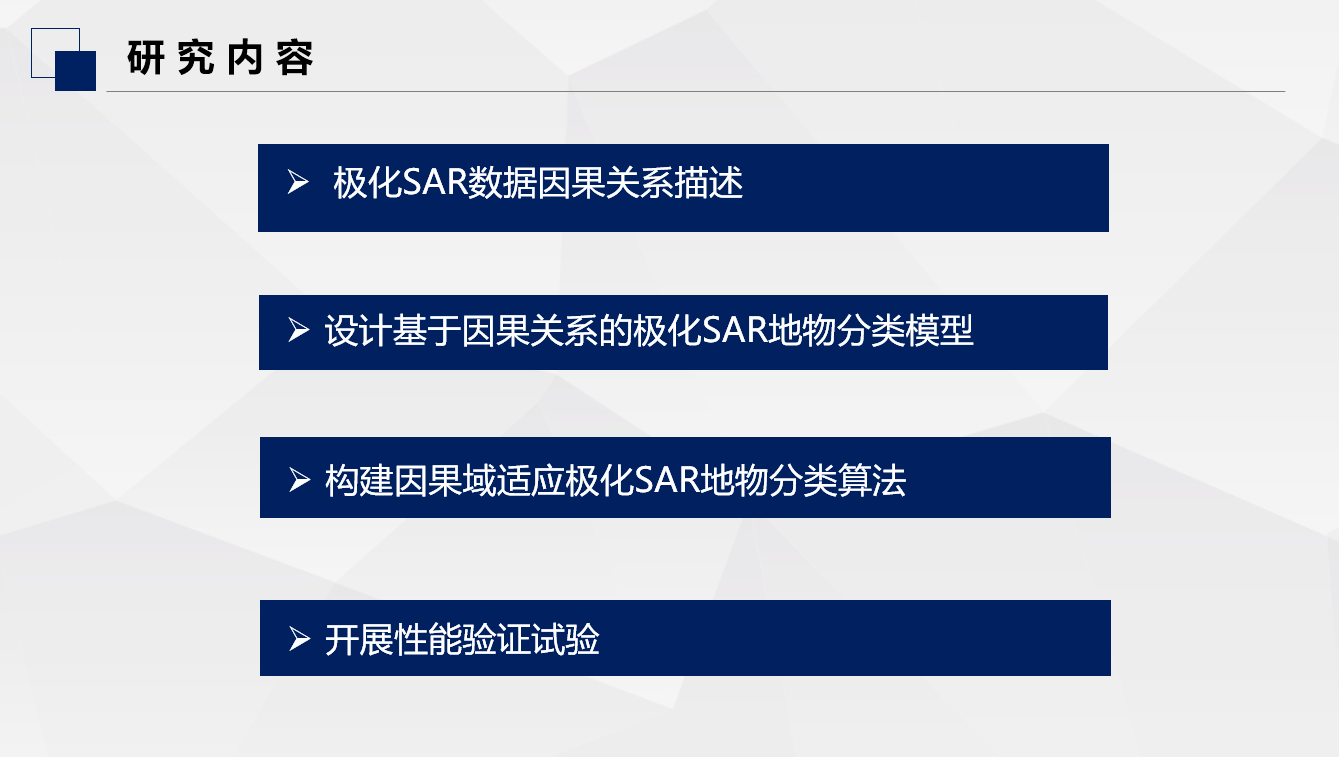 研究内容
➢ 极化SAR数据因果关系描述
➢ 设计基于因果关系的极化SAR地物分类模型
➢ 构建因果域适应极化SAR地物分类算法
➢ 开展性能验证试验